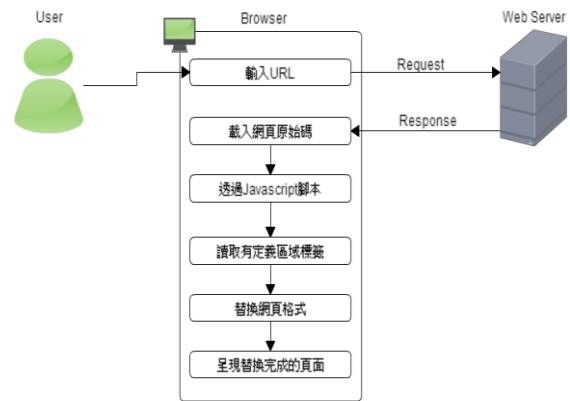 User
Browser
Web Server
輸入URL
Request
載入網頁原始碼
Response
透過Javascript腳本
讀取有定義區域標籤
替換網頁格式
呈現替換完成的頁面